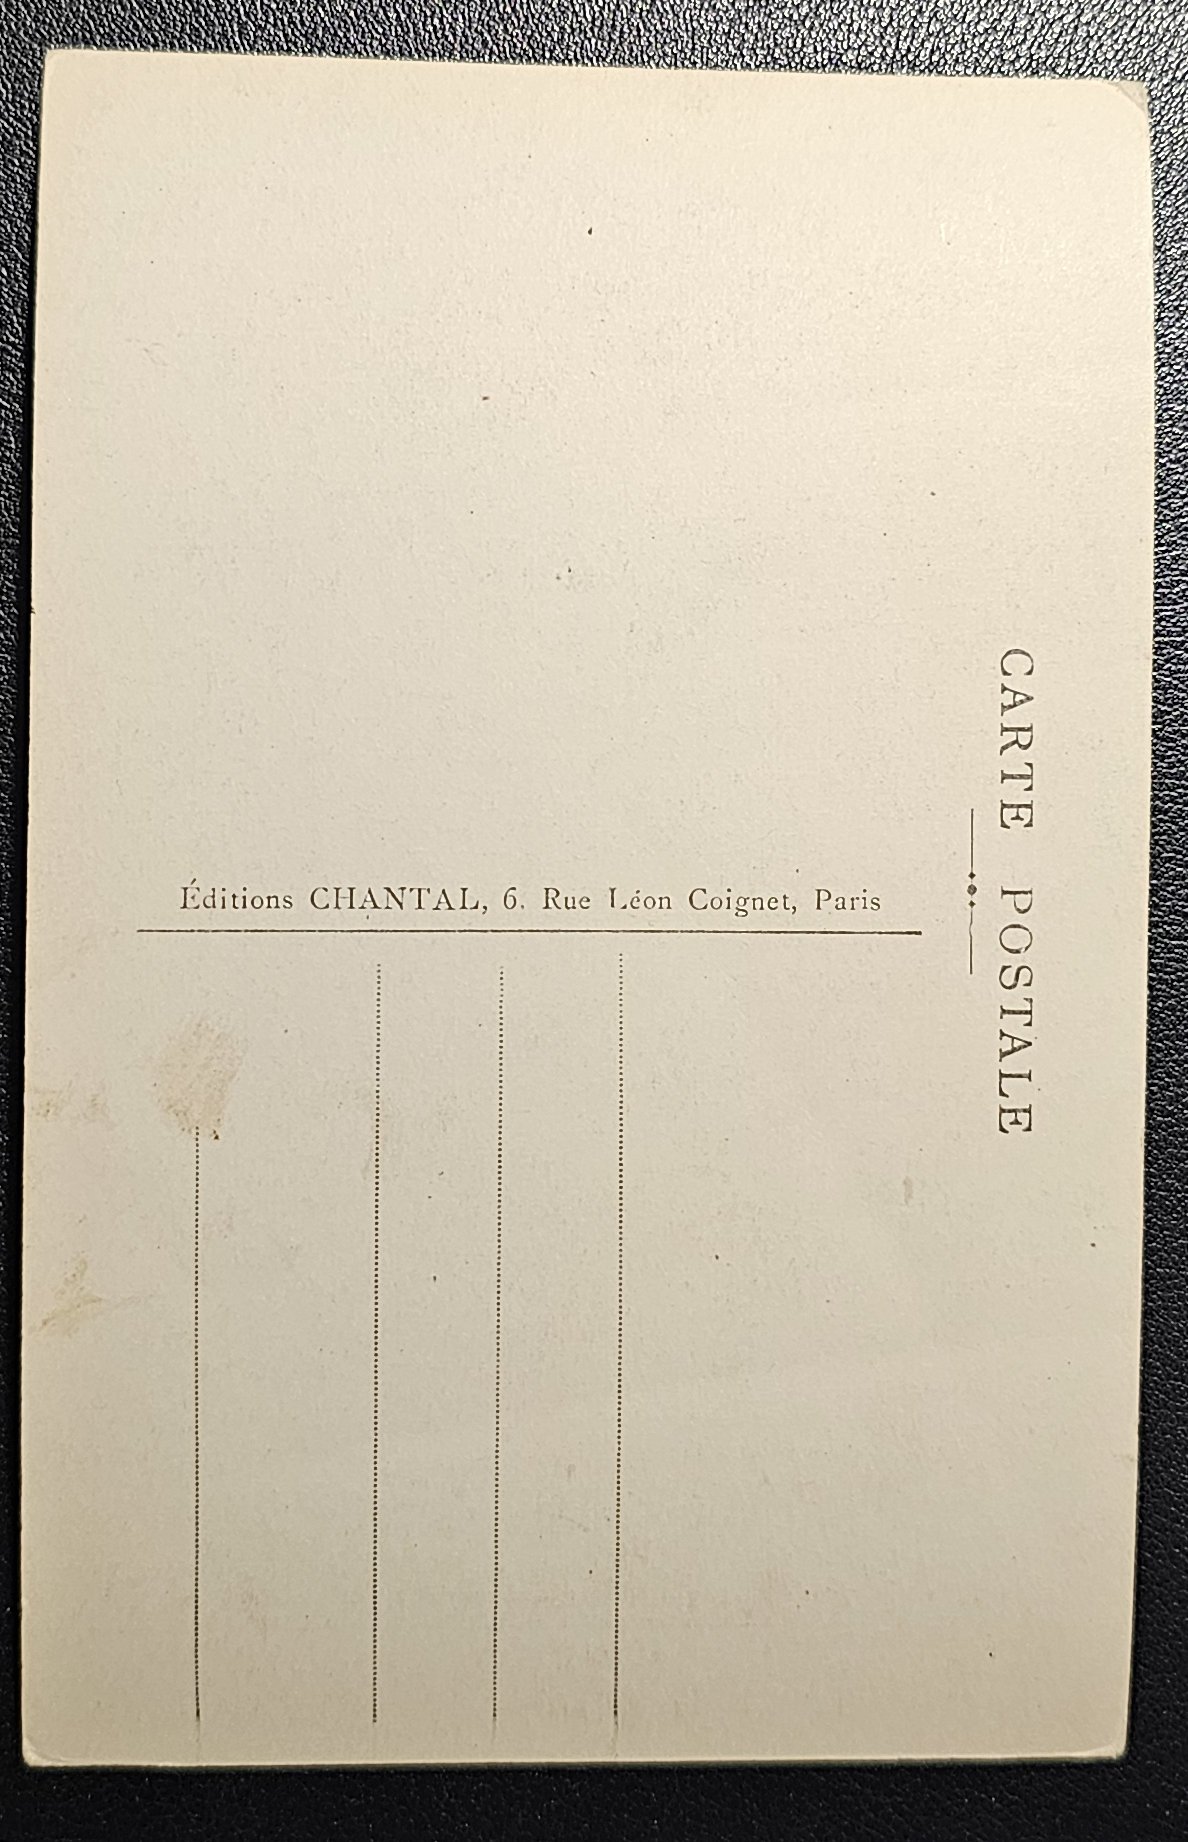 CARTE POSTALE
Éditions CHANTAL, 6. Rue Léon Coignet, Paris